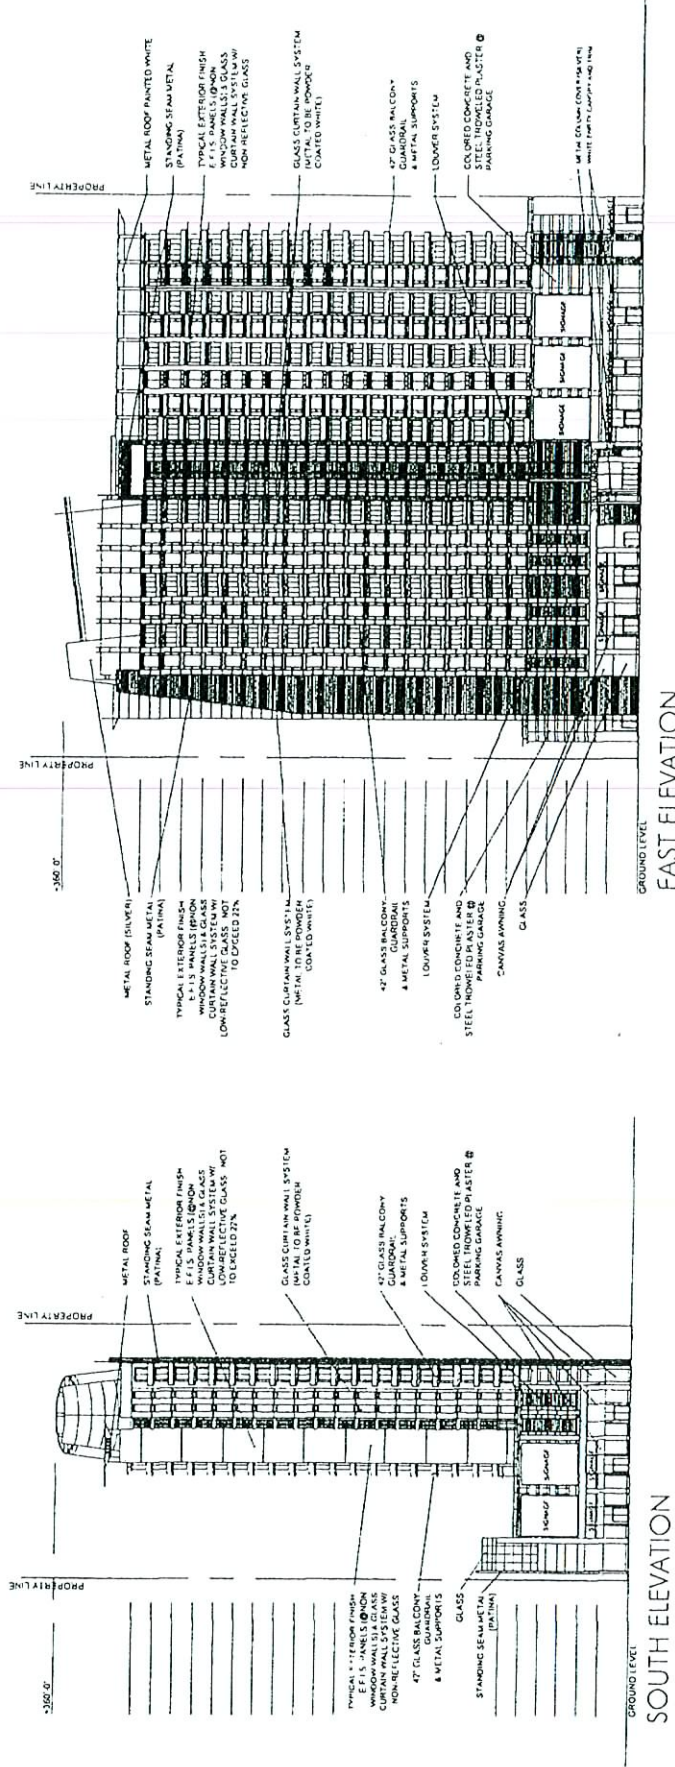 PROPERTY LINE
METAL ROOF PAINTED WHITE
STANDING SEAM METAL
(PATINA)
TYPICAL EXTERIOR FINISH
E.F.I.S. PANELS (@NON
WINDOW WALLS) & GLASS
CURTAIN WALL SYSTEM W/
NON REFLECTIVE GLASS
GLASS CURTAIN WALL SYSTEM
(METAL TO BE POWDER
COATED WHITE)
42" GLASS BALCONY
GUARDRAIL
& METAL SUPPORTS
LOUVER SYSTEM
COLORED CONCRETE AND
STEEL TROWELED PLASTER @
PARKING GARAGE
SIGNAGE
SIGNAGE
SIGNAGE
SIGNAGE
PROPERTY LINE
+360'-0"
METAL ROOF (SILVER)
STANDING SEAM METAL
(PATINA)
TYPICAL EXTERIOR FINISH
E.F.I.S. PANELS (@NON
WINDOW WALLS) & GLASS
CURTAIN WALL SYSTEM W/
LOW-REFLECTIVE GLASS NOT
TO EXCEED 22%
GLASS CURTAIN WALL SYSTEM
(METAL TO BE POWDER
COATED WHITE)
42" GLASS BALCONY
GUARDRAIL
& METAL SUPPORTS
LOUVER SYSTEM
COLORED CONCRETE AND
STEEL TROWELED PLASTER @
PARKING GARAGE
CANVAS AWNING
GLASS
GROUND LEVEL
EAST ELEVATION
PROPERTY LINE
METAL ROOF
STANDING SEAM METAL
(PATINA)
TYPICAL EXTERIOR FINISH
E.F.I.S. PANELS (@NON
WINDOW WALLS) & GLASS
CURTAIN WALL SYSTEM W/
LOW-REFLECTIVE GLASS NOT
TO EXCEED 22%
GLASS CURTAIN WALL SYSTEM
(METAL TO BE POWDER
COATED WHITE)
42" GLASS BALCONY
GUARDRAIL
& METAL SUPPORTS
LOUVER SYSTEM
COLORED CONCRETE AND
STEEL TROWELED PLASTER @
PARKING GARAGE
CANVAS AWNING
GLASS
SIGNAGE
SIGNAGE
PROPERTY LINE
+360'-0"
TYPICAL EXTERIOR FINISH
E.F.I.S. PANELS (@NON
WINDOW WALLS) & GLASS
CURTAIN WALL SYSTEM W/
NON-REFLECTIVE GLASS
42" GLASS BALCONY
GUARDRAIL
& METAL SUPPORTS
GLASS
STANDING SEAM METAL
(PATINA)
GROUND LEVEL
SOUTH ELEVATION